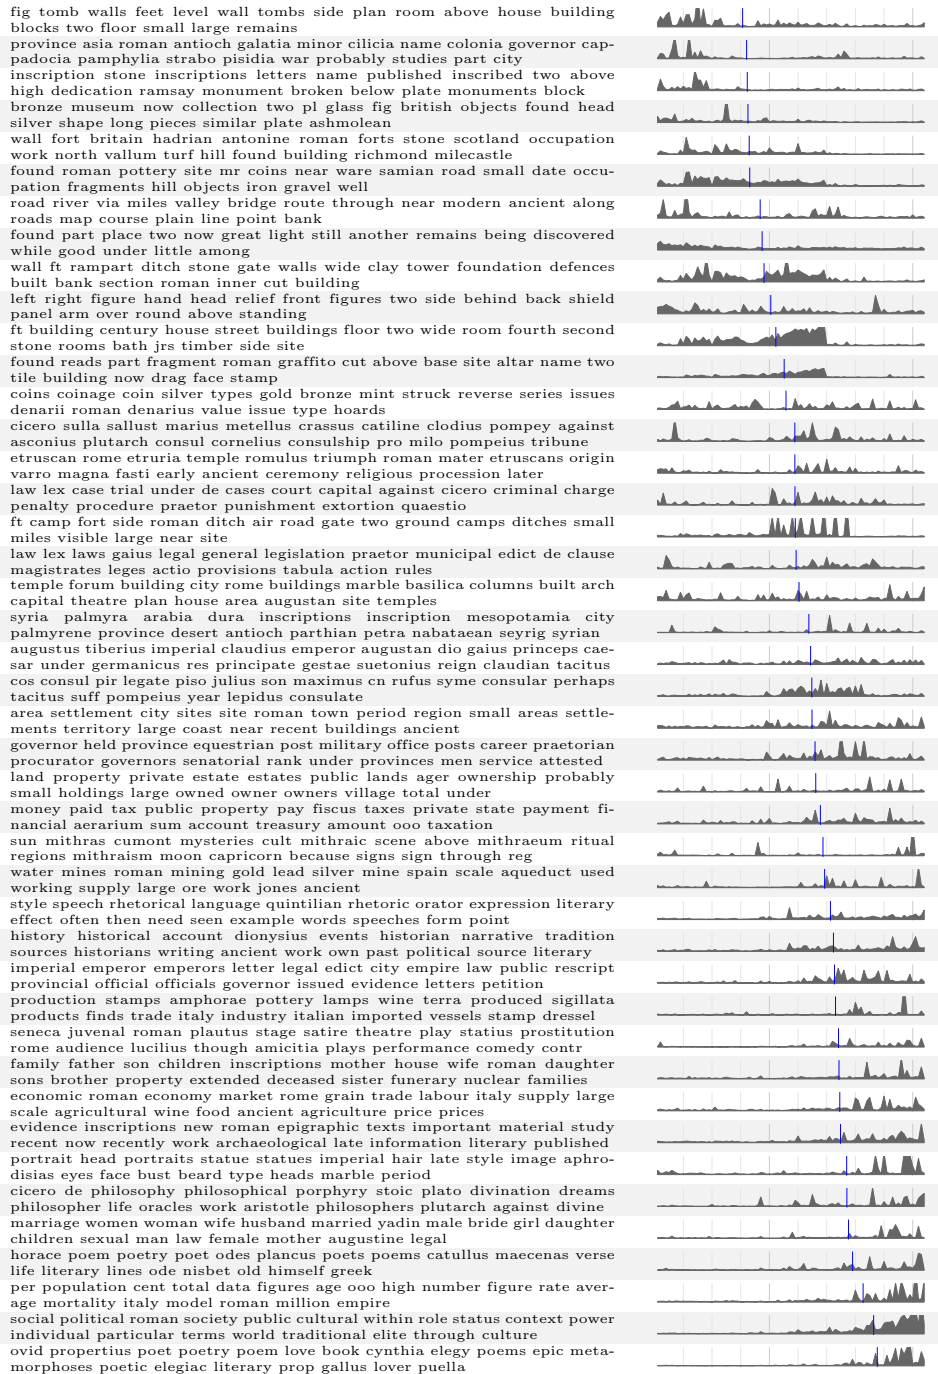 fig tomb walls feet level wall tombs side plan room above house building
blocks two floor small large remains
province asia roman antioch galatia minor cilicia name colonia governor cap-
padocia pamphylia strabo pisidia war probably studies part city
inscription stone inscriptions letters name published inscribed two above
high dedication ramsay monument broken below plate monuments block
bronze museum now collection two pl glass fig british objects found head
silver shape long pieces similar plate ashmolean
wall fort britain hadrian antonine roman forts stone scotland occupation
work north vallum turf hill found building richmond milecastle
found roman pottery site mr coins near ware samian road small date occu-
pation fragments hill objects iron gravel well
road river via miles valley bridge route through near modern ancient along
roads map course plain line point bank
found part place two now great light still another remains being discovered
while good under little among
wall ft rampart ditch stone gate walls wide clay tower foundation defences
built bank section roman inner cut building
left right figure hand head relief front figures two side behind back shield
panel arm over round above standing
ft building century house street buildings floor two wide room fourth second
stone rooms bath jrs timber side site
found reads part fragment roman graffito cut above base site altar name two
tile building now drag face stamp
coins coinage coin silver types gold bronze mint struck reverse series issues
denarii roman denarius value issue type hoards
cicero sulla sallust marius metellus crassus catiline clodius pompey against
asconius plutarch consul cornelius consulship pro milo pompeius tribune
etruscan rome etruria temple romulus triumph roman mater etruscans origin
varro magna fasti early ancient ceremony religious procession later
law lex case trial under de cases court capital against cicero criminal charge
penalty procedure praetor punishment extortion quaestio
ft camp fort side roman ditch air road gate two ground camps ditches small
miles visible large near site
law lex laws gaius legal general legislation praetor municipal edict de clause
magistrates leges actio provisions tabula action rules
temple forum building city rome buildings marble basilica columns built arch
capital theatre plan house area augustan site temples
syria palmyra arabia dura inscriptions inscription mesopotamia city
palmyrene province desert antioch parthian petra nabataean seyrig syrian
augustus tiberius imperial claudius emperor augustan dio gaius princeps cae-
sar under germanicus res principate gestae suetonius reign claudian tacitus
cos consul pir legate piso julius son maximus cn rufus syme consular perhaps
tacitus suff pompeius year lepidus consulate
area settlement city sites site roman town period region small areas settle-
ments territory large coast near recent buildings ancient
governor held province equestrian post military office posts career praetorian
procurator governors senatorial rank under provinces men service attested
land property private estate estates public lands ager ownership probably
small holdings large owned owner owners village total under
money paid tax public property pay fiscus taxes private state payment fi-
nancial aerarium sum account treasury amount ooo taxation
sun mithras cumont mysteries cult mithraic scene above mithraeum ritual
regions mithraism moon capricorn because signs sign through reg
water mines roman mining gold lead silver mine spain scale aqueduct used
working supply large ore work jones ancient
style speech rhetorical language quintilian rhetoric orator expression literary
effect often then need seen example words speeches form point
history historical account dionysius events historian narrative tradition
sources historians writing ancient work own past political source literary
imperial emperor emperors letter legal edict city empire law public rescript
provincial official officials governor issued evidence letters petition
production stamps amphorae pottery lamps wine terra produced sigillata
products finds trade italy industry italian imported vessels stamp dressel
seneca juvenal roman plautus stage satire theatre play statius prostitution
rome audience lucilius though amicitia plays performance comedy contr
family father son children inscriptions mother house wife roman daughter
sons brother property extended deceased sister funerary nuclear families
economic roman economy market rome grain trade labour italy supply large
scale agricultural wine food ancient agriculture price prices
evidence inscriptions new roman epigraphic texts important material study
recent now recently work archaeological late information literary published
portrait head portraits statue statues imperial hair late style image aphro-
disias eyes face bust beard type heads marble period
cicero de philosophy philosophical porphyry stoic plato divination dreams
philosopher life oracles work aristotle philosophers plutarch against divine
marriage women woman wife husband married yadin male bride girl daughter
children sexual man law female mother augustine legal
horace poem poetry poet odes plancus poets poems catullus maecenas verse
life literary lines ode nisbet old himself greek
per population cent total data figures age ooo high number figure rate aver-
age mortality italy model roman million empire
social political roman society public cultural within role status context power
individual particular terms world traditional elite through culture
ovid propertius poet poetry poem love book cynthia elegy poems epic meta-
morphoses poetic elegiac literary prop gallus lover puella